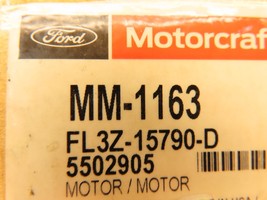 Ford
Motorcraf
MM-1163
FL3Z-15790-D
5502905
MOTOR / MOTOR